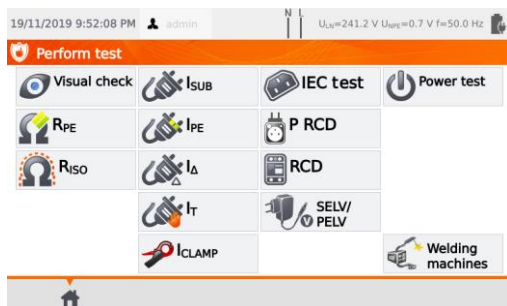 N L
19/11/2019 9:52:08 PM admin ULN=241.2 V UNPE=0.7 V f=50.0 Hz
Perform test
Visual check ISUB IEC test Power test
RPE IPE P RCD
RISO IΔ RCD
IT SELV/
V PELV
ICLAMP Welding
machines